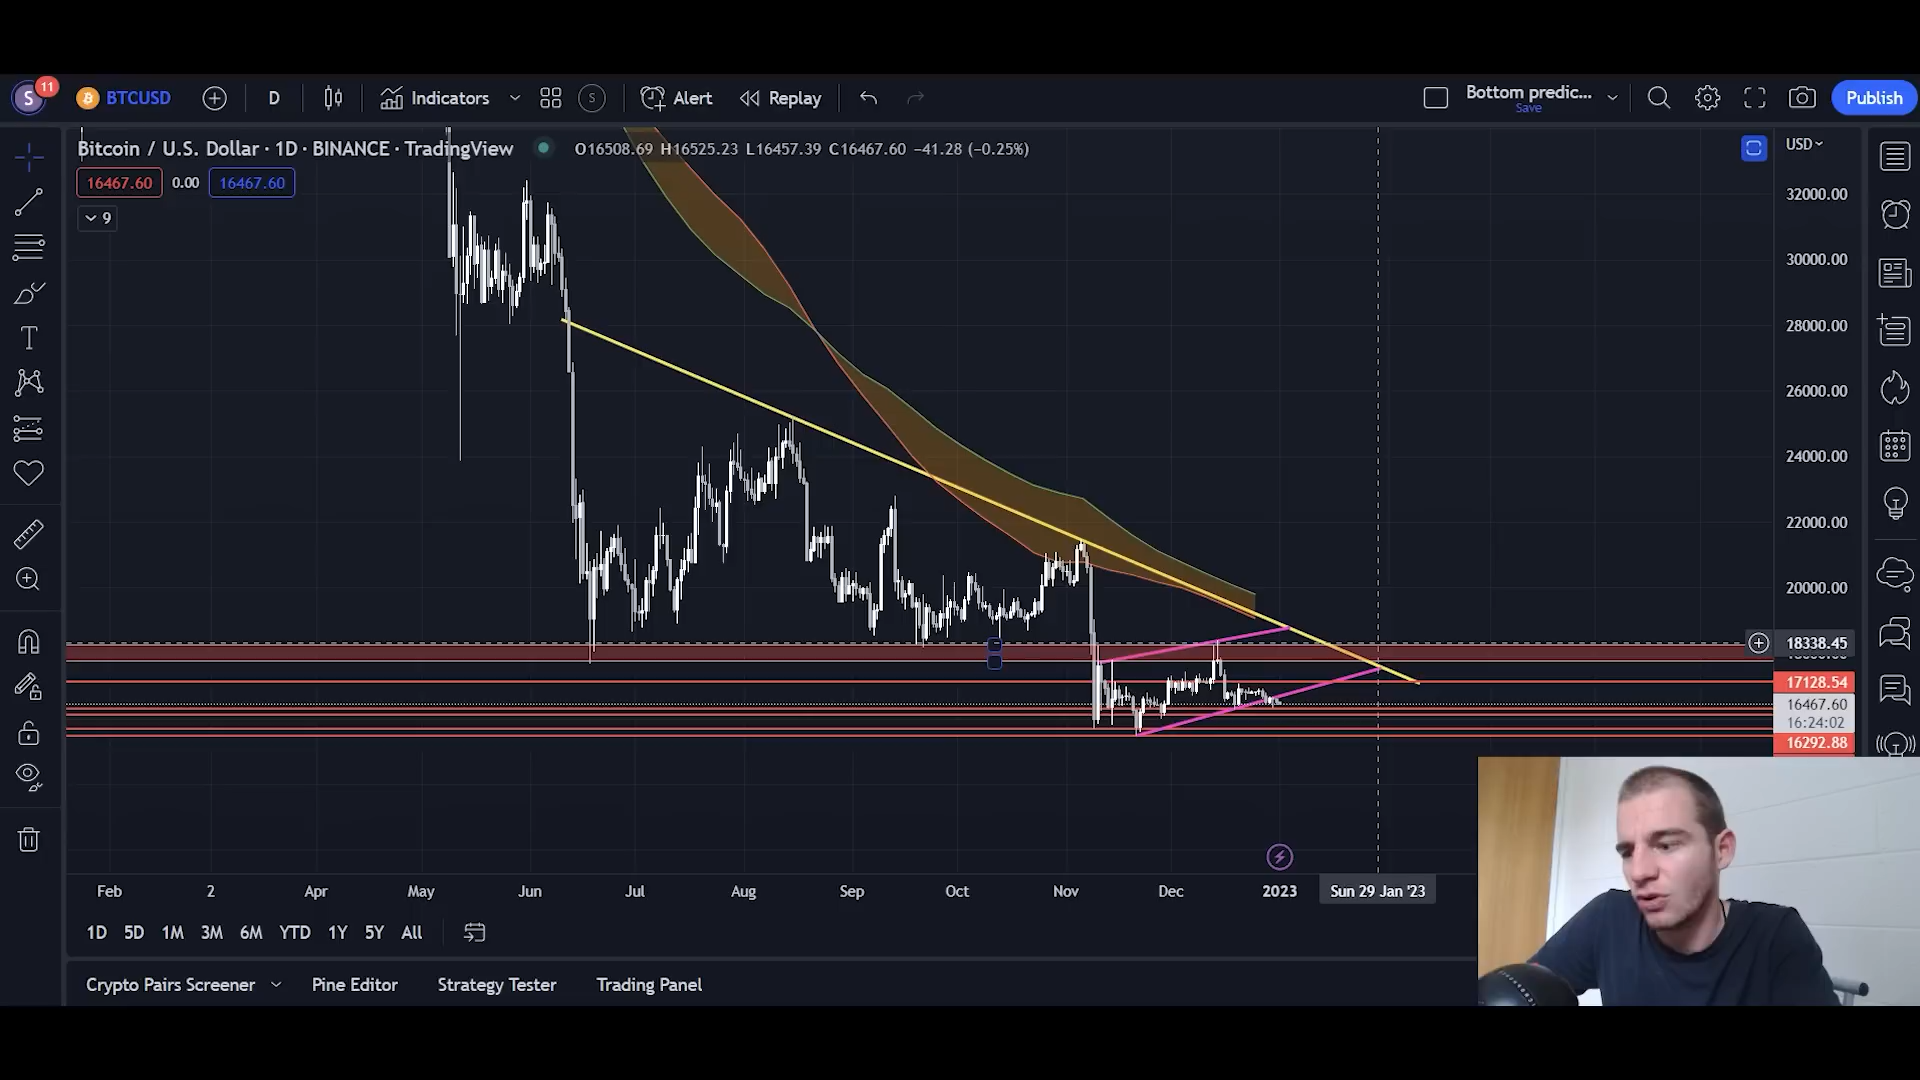 S 11 BTCUSD D Indicators S Alert Replay Bottom predic... Publish
Save
Bitcoin / U.S. Dollar · 1D · BINANCE · TradingView O16508.69 H16525.23 L16457.39 C16467.60 −41.28 (−0.25%)
USD
16467.60 0.00 16467.60
9
32000.00
30000.00
28000.00
26000.00
24000.00
22000.00
20000.00
18338.45
17128.54
16467.60
16:24:02
16292.88
Feb 2 Apr May Jun Jul Aug Sep Oct Nov Dec 2023 Sun 29 Jan '23
1D 5D 1M 3M 6M YTD 1Y 5Y All
Crypto Pairs Screener Pine Editor Strategy Tester Trading Panel